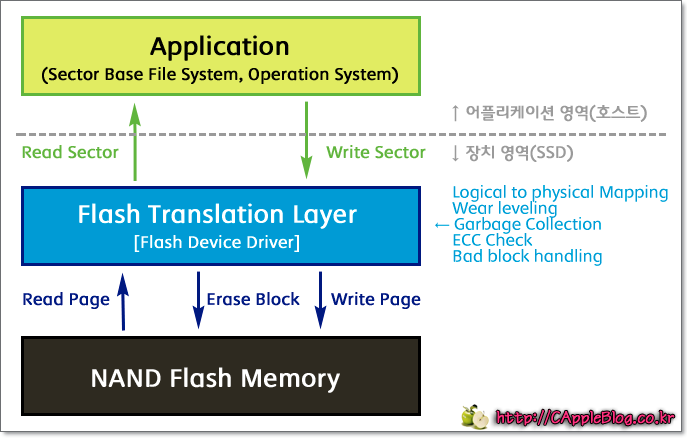 Application
(Sector Base File System, Operation System)
↑ 어플리케이션 영역(호스트)
Read Sector
Write Sector
↓ 장치 영역(SSD)
Flash Translation Layer
[Flash Device Driver]
Logical to physical Mapping
Wear leveling
← Garbage Collection
ECC Check
Bad block handling
Read Page
Erase Block
Write Page
NAND Flash Memory
http://CAppleBlog.co.kr